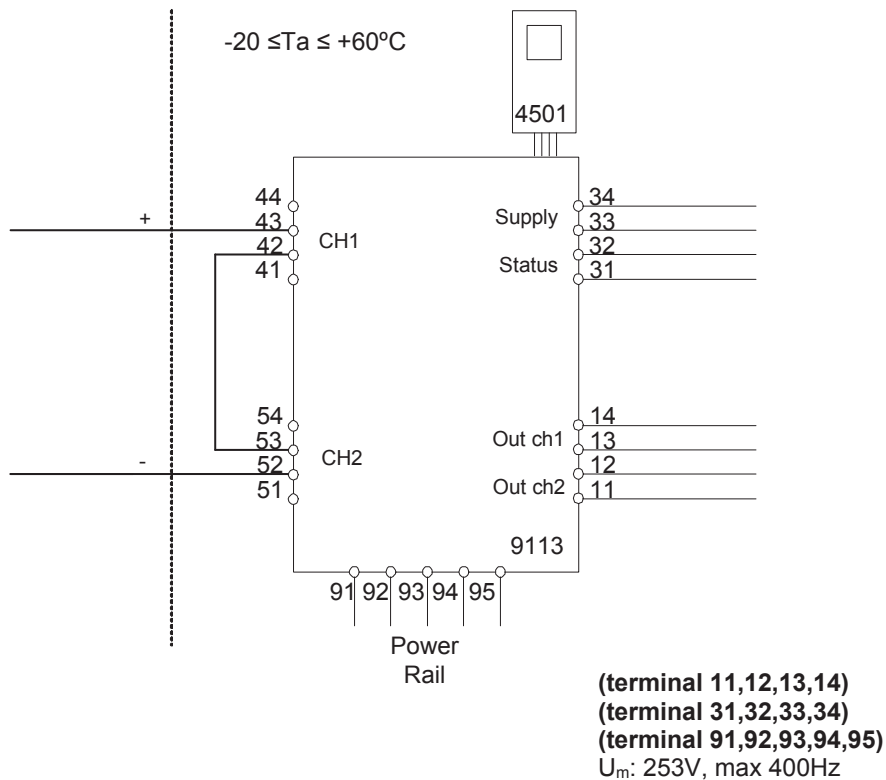 -20 ≤Ta ≤ +60ºC
4501
44
34
+
43
Supply
33
42
CH1
32
41
Status
31
54
14
53
Out ch1
13
-
52
CH2
12
51
Out ch2
11
9113
91 92 93 94 95
Power
Rail
(terminal 11,12,13,14)
(terminal 31,32,33,34)
(terminal 91,92,93,94,95)
Um: 253V, max 400Hz